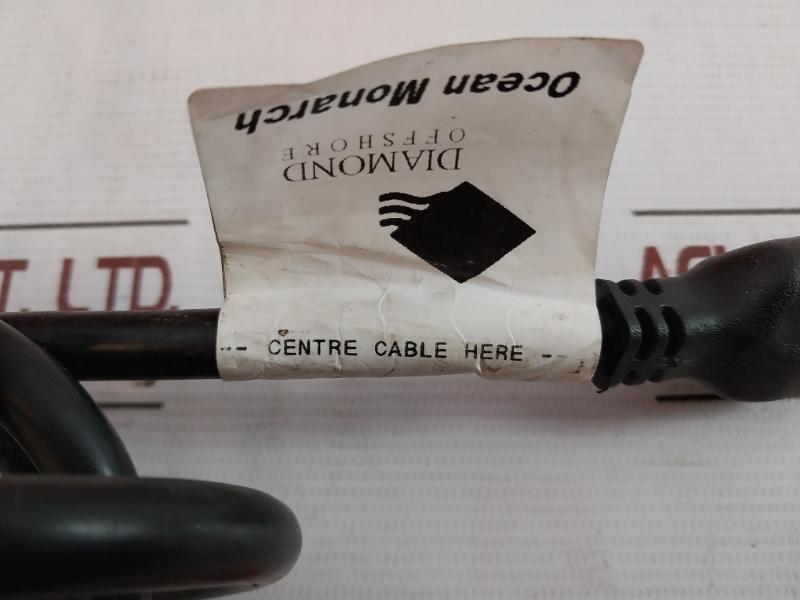 Ocean Monarch
DIAMOND
OFFSHORE
-- CENTRE CABLE HERE --
T. LTD.